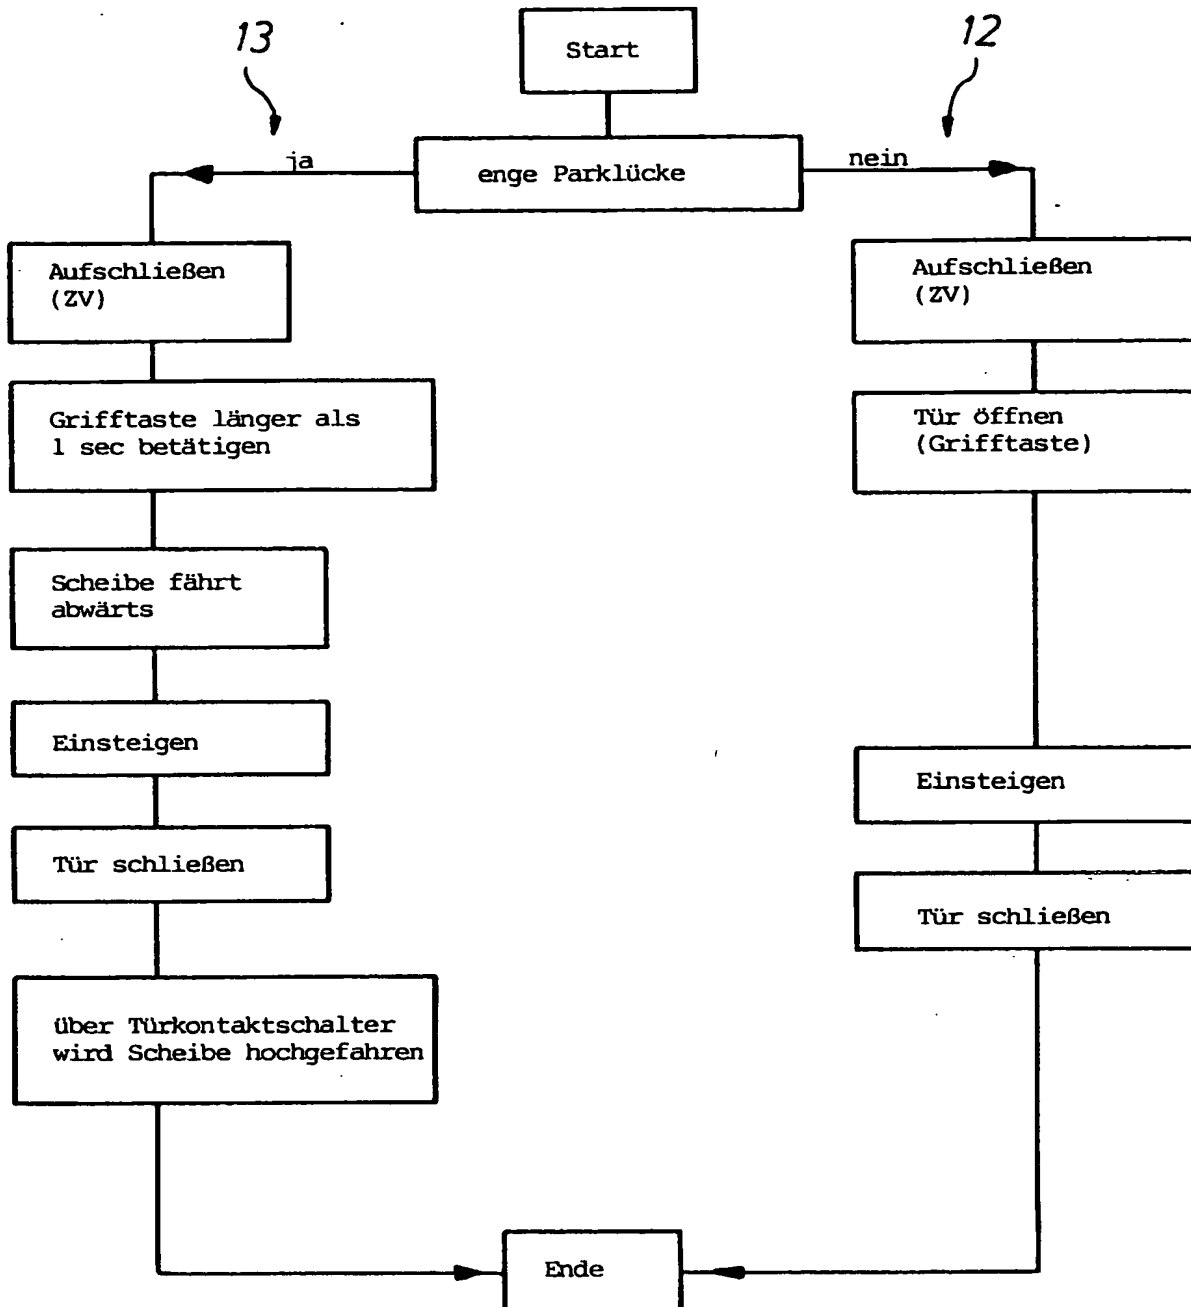 13
12
Start
ja
enge Parklücke
nein
Aufschließen
(ZV)
Grifftaste länger als
1 sec betätigen
Scheibe fährt
abwärts
Einsteigen
Tür schließen
über Türkontaktschalter
wird Scheibe hochgefahren
Aufschließen
(ZV)
Tür öffnen
(Grifftaste)
Einsteigen
Tür schließen
Ende